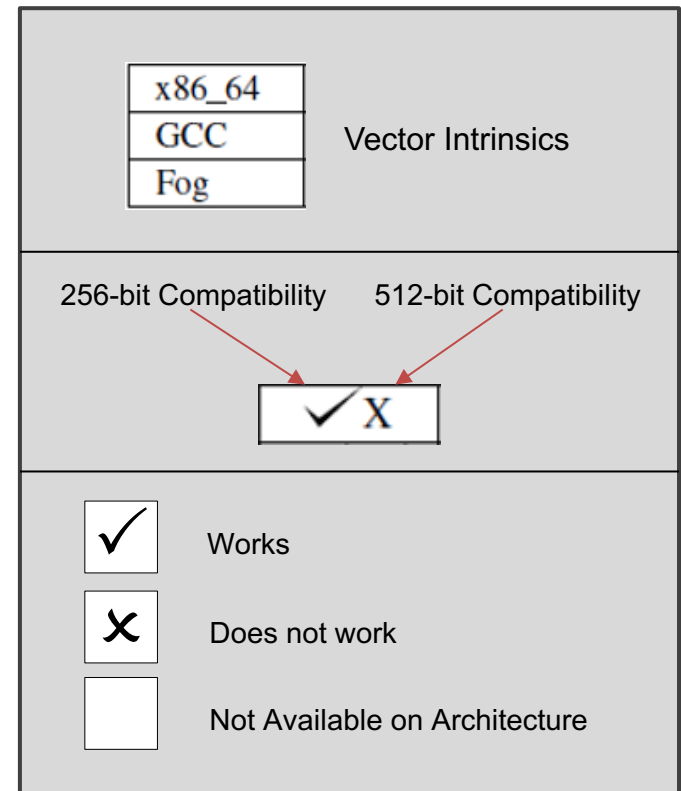 x86_64
GCC
Vector Intrinsics
Fog
256-bit Compatibility 512-bit Compatibility
✓X
✓ Works
✗ Does not work
Not Available on Architecture